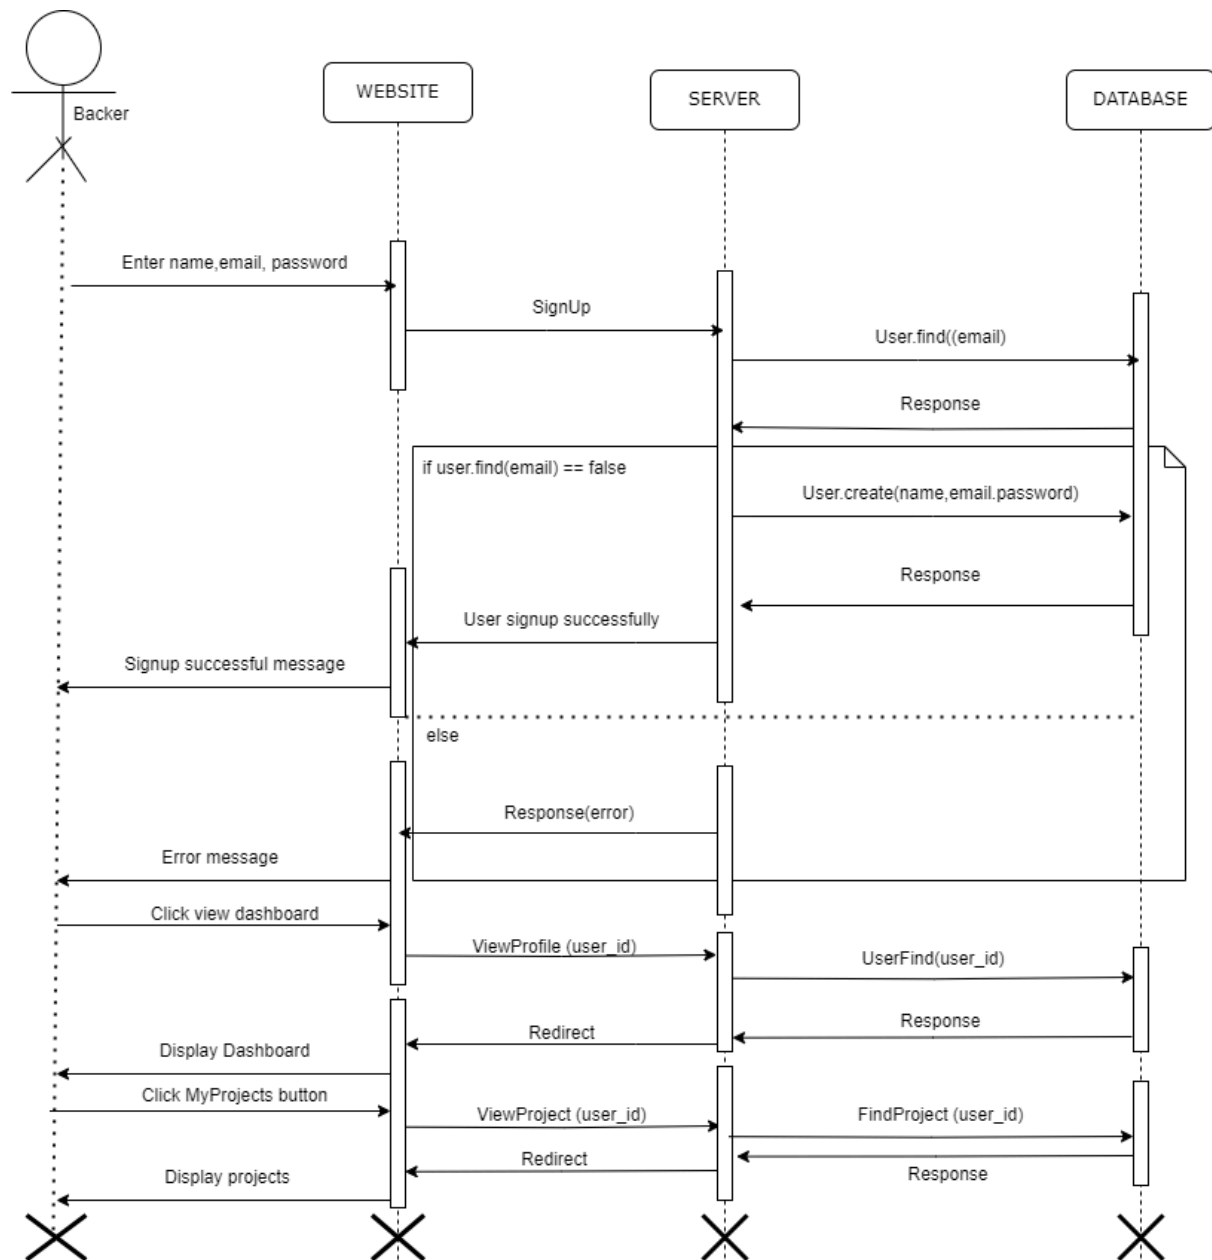 Backer
WEBSITE
SERVER
DATABASE
Enter name,email, password
SignUp
User.find((email)
Response
if user.find(email) == false
User.create(name,email.password)
Response
User signup successfully
Signup successful message
else
Response(error)
Error message
Click view dashboard
ViewProfile (user_id)
UserFind(user_id)
Response
Redirect
Display Dashboard
Click MyProjects button
ViewProject (user_id)
FindProject (user_id)
Redirect
Response
Display projects